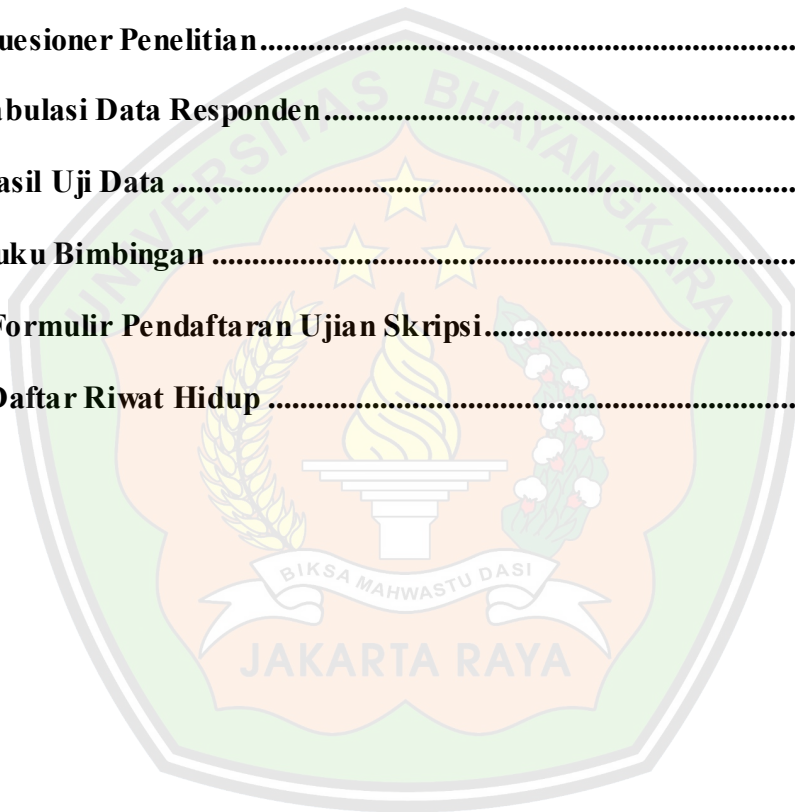 uesioner Penelitian..................................................................
abulasi Data Responden..........................................................
asil Uji Data .............................................................................
uku Bimbingan ........................................................................
Formulir Pendaftaran Ujian Skripsi.......................................
Daftar Riwat Hidup .................................................................
UNIVERSITAS BHAYANGKARA
BIKSA MAHWASTU DASI
JAKARTA RAYA